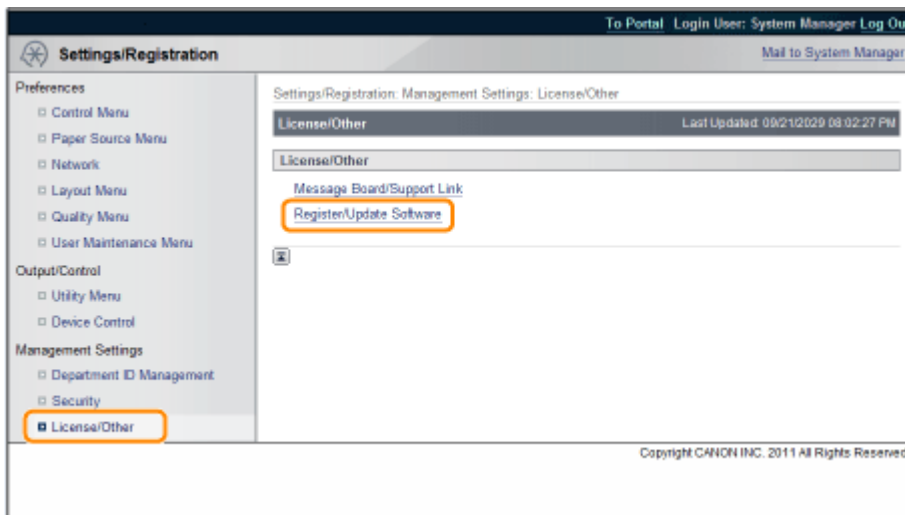 To Portal Login User: System Manager Log Ou
Settings/Registration
Mail to System Manager
Preferences
Control Menu
Paper Source Menu
Network
Layout Menu
Quality Menu
User Maintenance Menu
Output/Control
Utility Menu
Device Control
Management Settings
Department ID Management
Security
License/Other
Settings/Registration: Management Settings: License/Other
License/Other Last Updated: 09/21/2029 08:02:27 PM
License/Other
Message Board/Support Link
Register/Update Software
Copyright CANON INC. 2011 All Rights Reserved